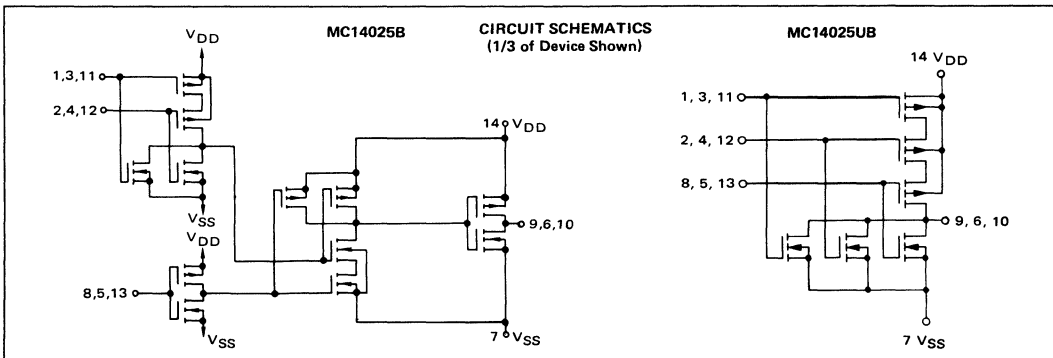 MC14025B
CIRCUIT SCHEMATICS
(1/3 of Device Shown)
MC14025UB
VDD
1,3,11
2,4,12
VSS
VDD
8,5,13
VSS
14 VDD
9,6,10
7 VSS
14 VDD
1, 3, 11
2, 4, 12
8, 5, 13
9, 6, 10
7 VSS